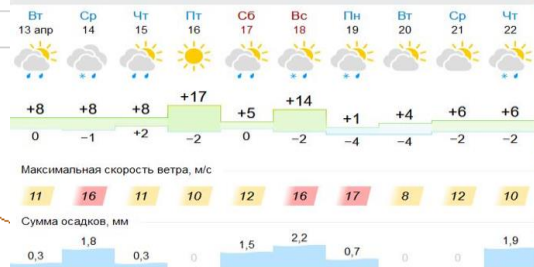 Вт Ср Чт Пт Сб Вс Пн Вт Ср Чт
13 апр 14 15 16 17 18 19 20 21 22
+8 +8 +8 +17 +5 +14 +1 +4 +6 +6
0 −1 +2 −2 0 −2 −4 −4 −2 −2
Максимальная скорость ветра, м/с
11 16 11 10 12 16 17 8 12 10
Сумма осадков, мм
0,3 1,8 0,3 0 1,5 2,2 0,7 0 0 1,9